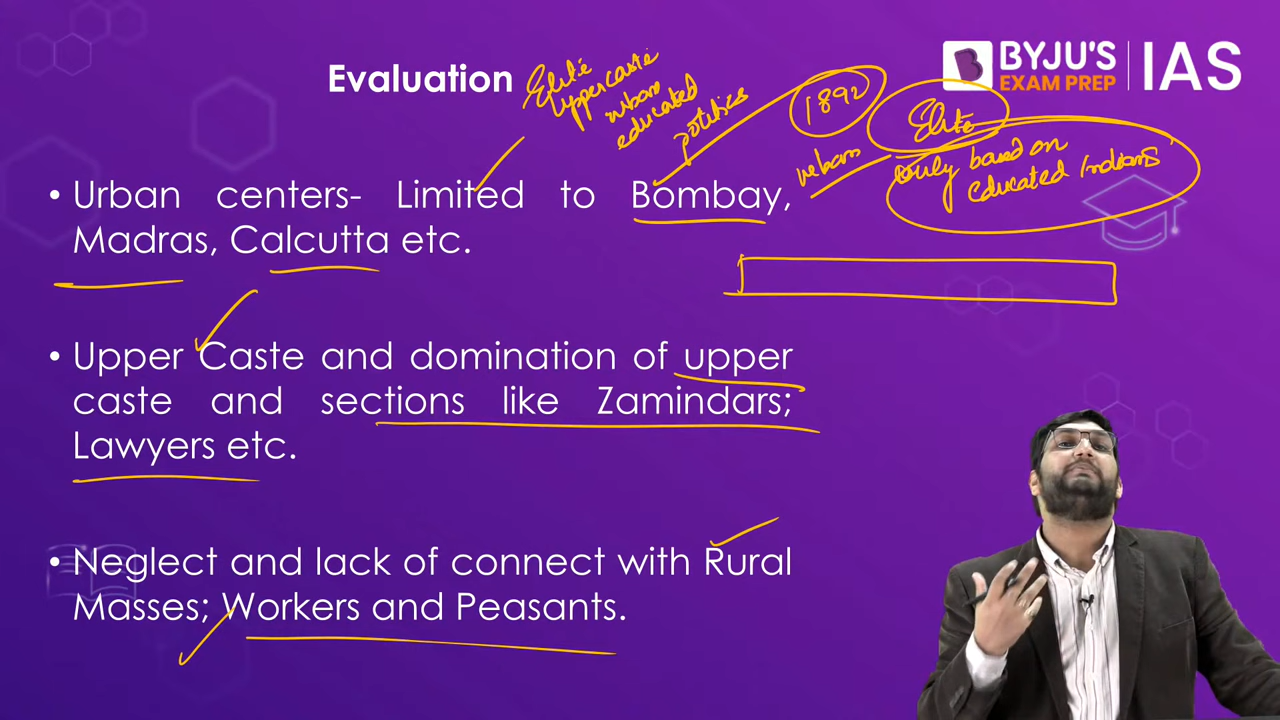 Evaluation
Elite
uppercaste
urban
educated
politics
1892
Elite
urban
only based on
educated Indians
BYJU'S
EXAM PREP
IAS
• Urban centers- Limited to Bombay,
Madras, Calcutta etc.
• Upper Caste and domination of upper
caste and sections like Zamindars;
Lawyers etc.
• Neglect and lack of connect with Rural
Masses; Workers and Peasants.